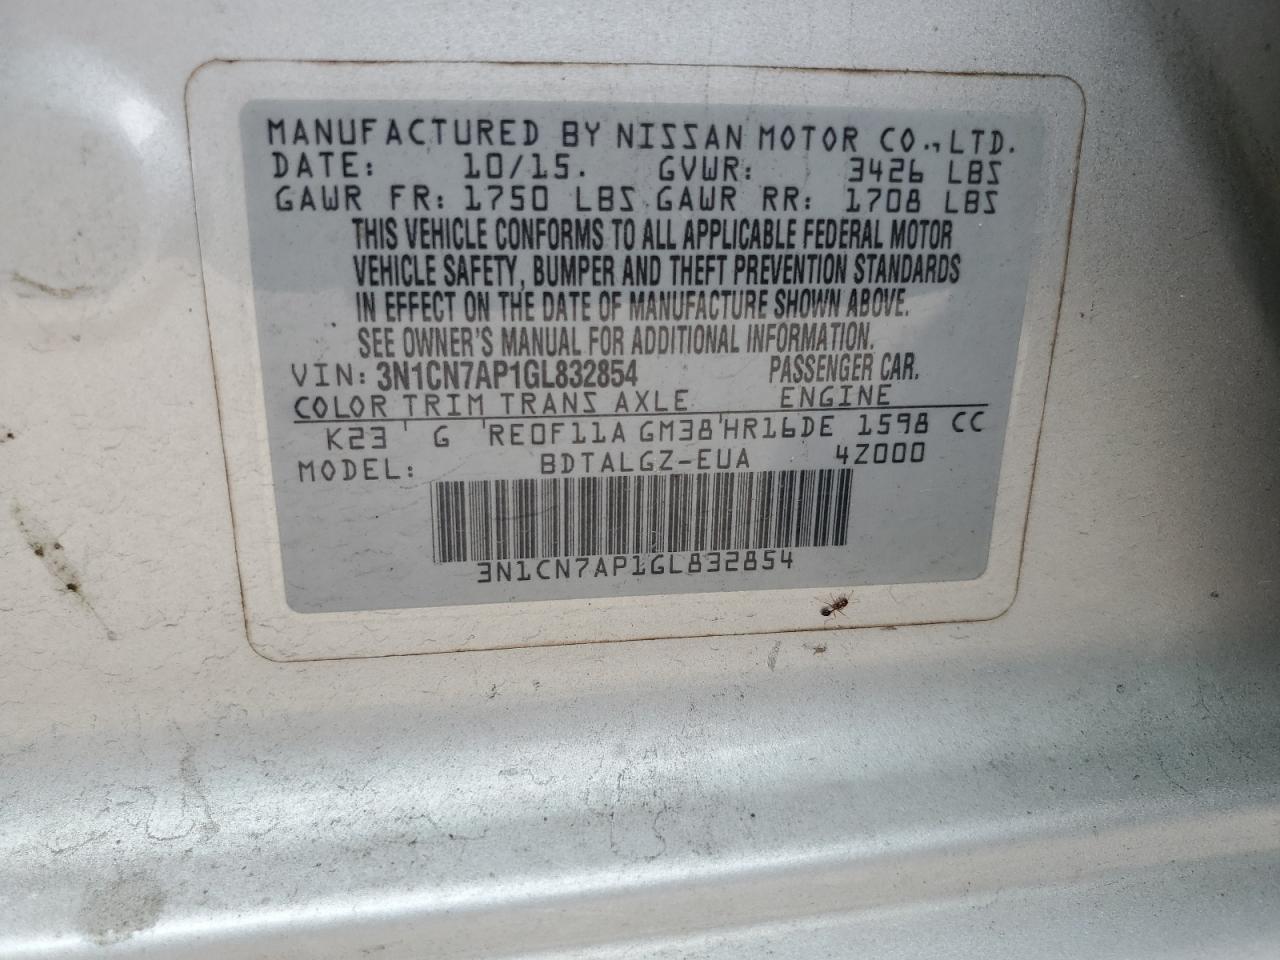 MANUFACTURED BY NISSAN MOTOR CO.,LTD.
DATE: 10/15. GVWR: 3426 LBS
GAWR FR: 1750 LBS GAWR RR: 1708 LBS
THIS VEHICLE CONFORMS TO ALL APPLICABLE FEDERAL MOTOR
VEHICLE SAFETY, BUMPER AND THEFT PREVENTION STANDARDS
IN EFFECT ON THE DATE OF MANUFACTURE SHOWN ABOVE.
SEE OWNER'S MANUAL FOR ADDITIONAL INFORMATION.
VIN: 3N1CN7AP1GL832854 PASSENGER CAR.
COLOR TRIM TRANS AXLE ENGINE
K23 G RE0F11A GM38 HR16DE 1598 CC
MODEL: BDTALGZ-EUA 4Z000
3N1CN7AP1GL832854